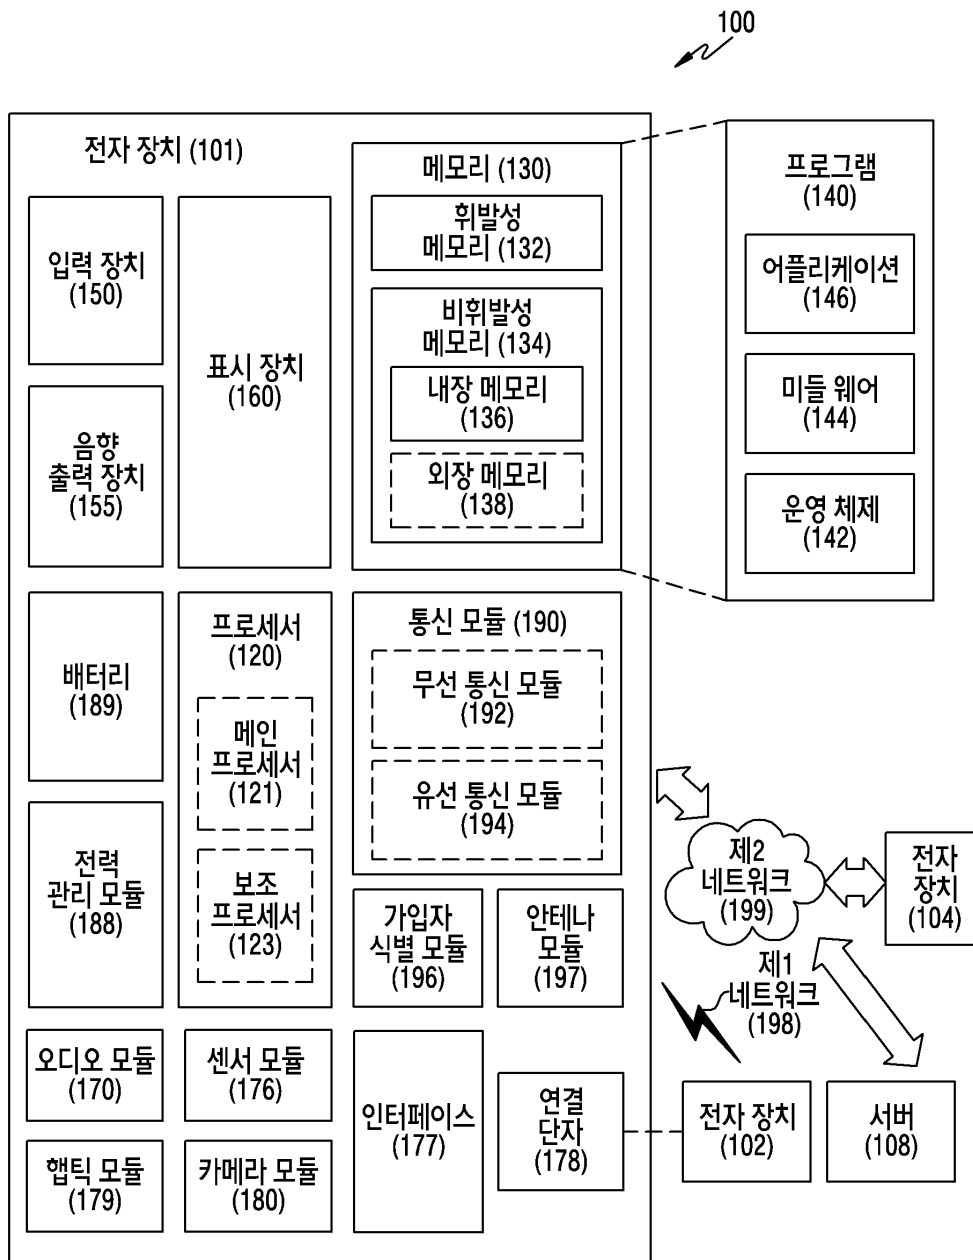 100
전자 장치 (101)
입력 장치
(150)
음향
출력 장치
(155)
표시 장치
(160)
메모리 (130)
휘발성
메모리 (132)
비휘발성
메모리 (134)
내장 메모리
(136)
외장 메모리
(138)
프로그램
(140)
어플리케이션
(146)
미들 웨어
(144)
운영 체제
(142)
배터리
(189)
전력
관리 모듈
(188)
프로세서
(120)
메인
프로세서
(121)
보조
프로세서
(123)
통신 모듈 (190)
무선 통신 모듈
(192)
유선 통신 모듈
(194)
가입자
식별 모듈
(196)
안테나
모듈
(197)
제2
네트워크
(199)
전자
장치
(104)
제1
네트워크
(198)
오디오 모듈
(170)
센서 모듈
(176)
햅틱 모듈
(179)
카메라 모듈
(180)
인터페이스
(177)
연결
단자
(178)
전자 장치
(102)
서버
(108)